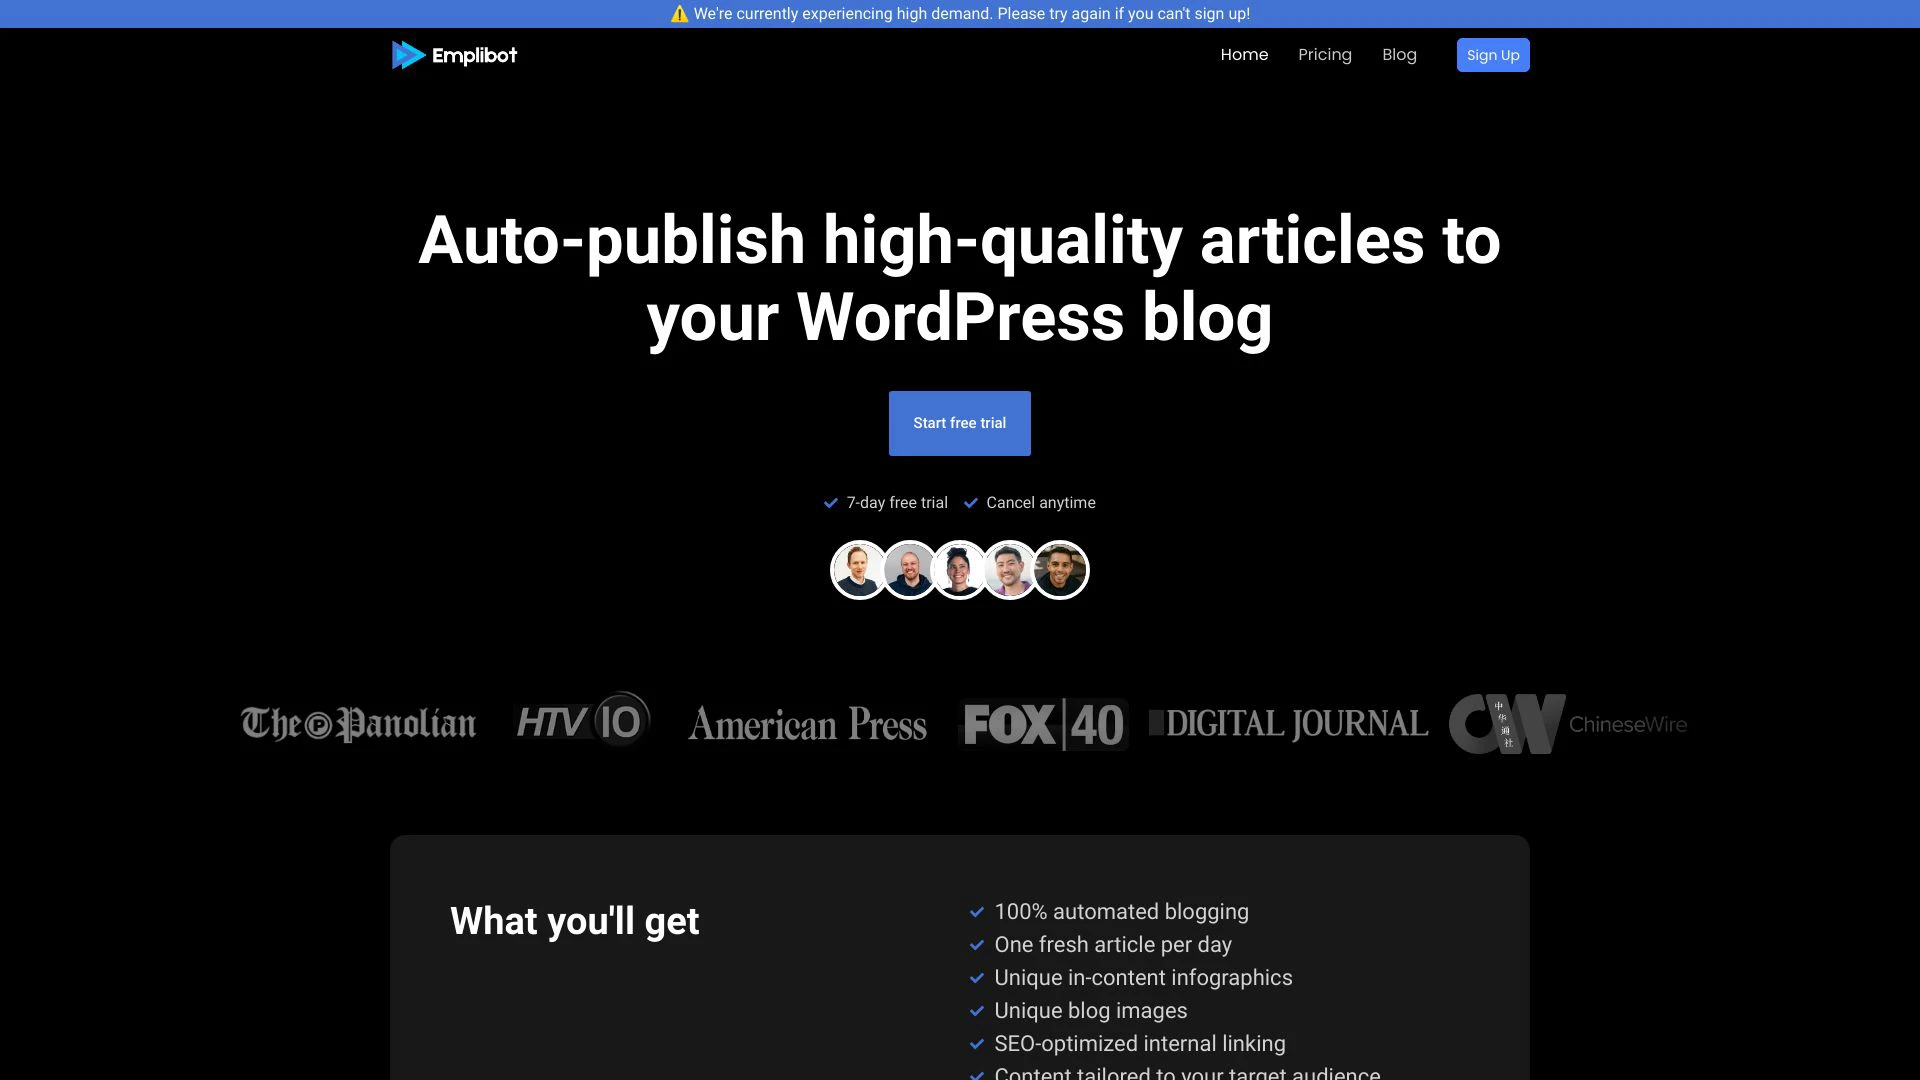 ⚠️ We're currently experiencing high demand. Please try again if you can't sign up!
Emplibot
Home
Pricing
Blog
Sign Up
Auto-publish high-quality articles to
your WordPress blog
Start free trial
7-day free trial
Cancel anytime
The Panolian
HTV 10
American Press
FOX 40
DIGITAL JOURNAL
CW
中华通社
ChineseWire
What you'll get
100% automated blogging
One fresh article per day
Unique in-content infographics
Unique blog images
SEO-optimized internal linking
Content tailored to your target audience